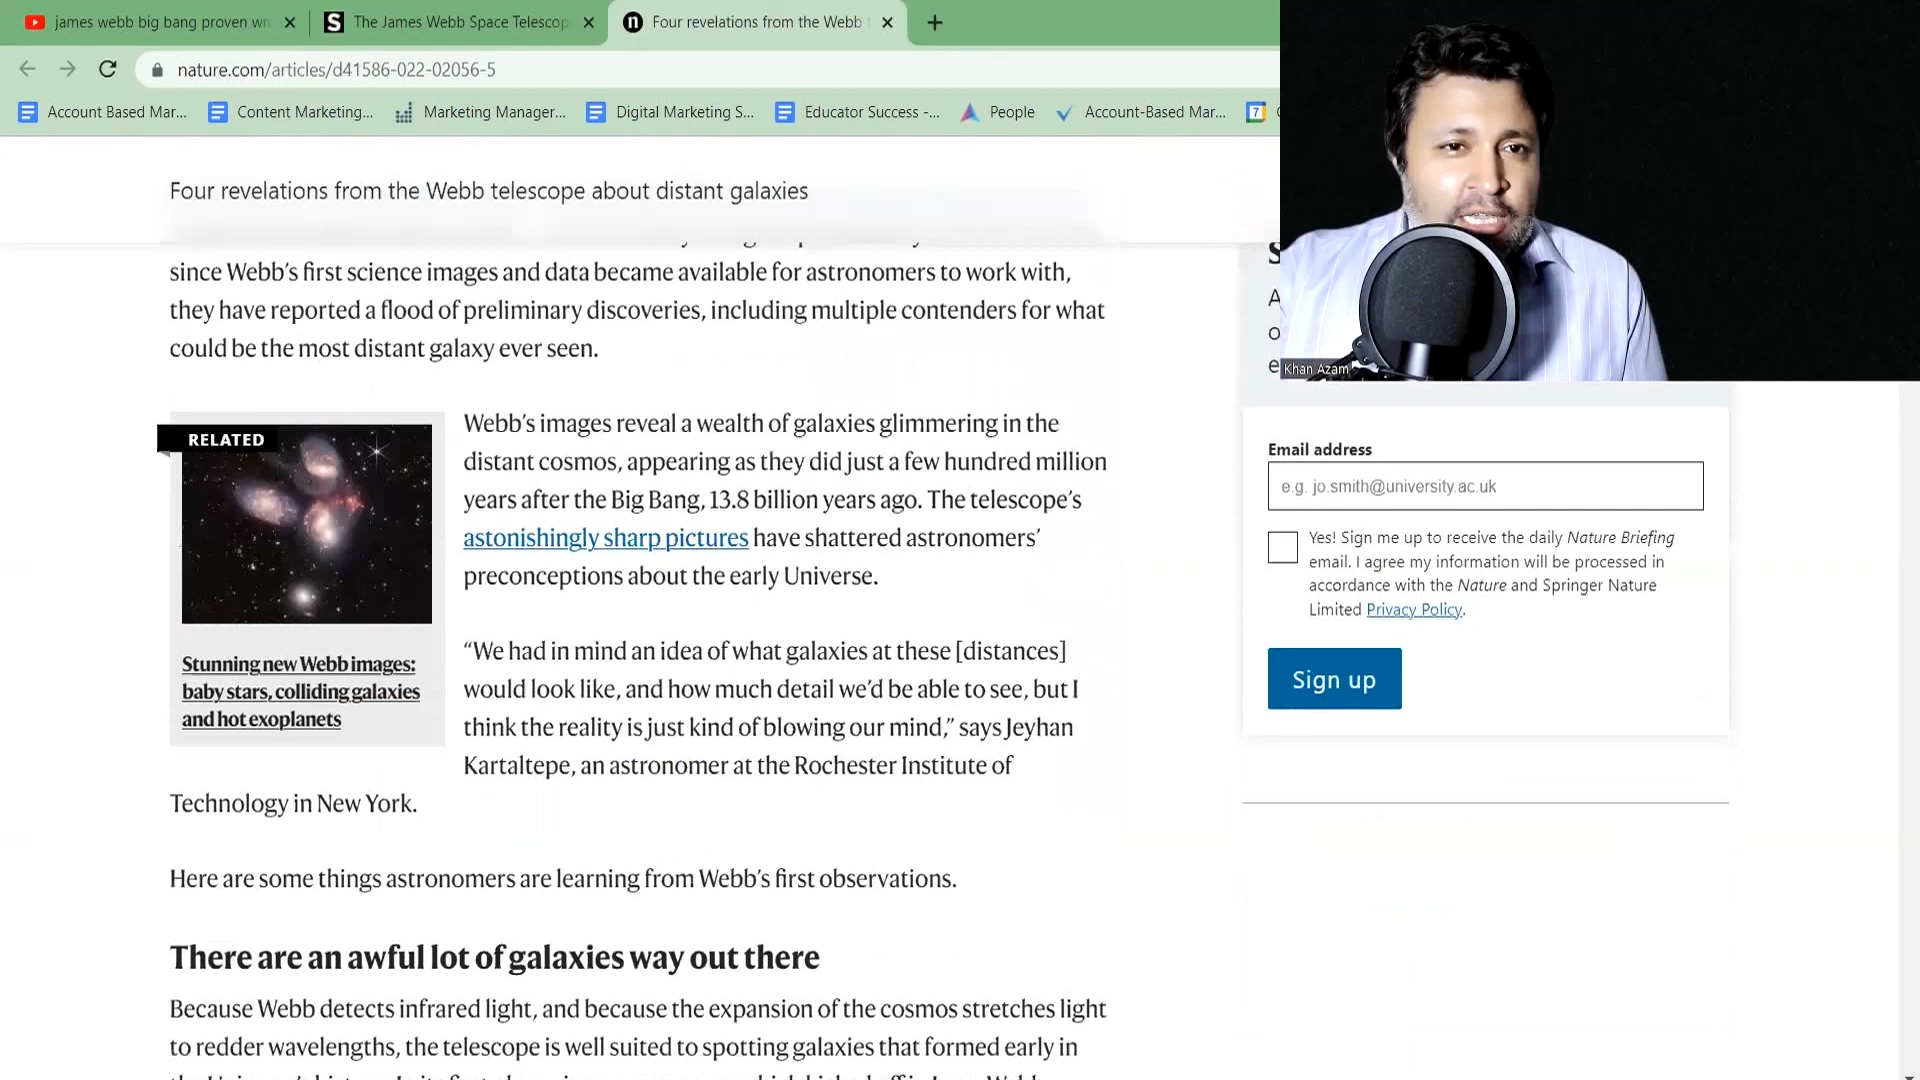 james webb big bang proven wr
The James Webb Space Telescop
Four revelations from the Webb t
nature.com/articles/d41586-022-02056-5
Account Based Mar...
Content Marketing...
Marketing Manager...
Digital Marketing S...
Educator Success -...
People
Account-Based Mar...
7
Four revelations from the Webb telescope about distant galaxies
since Webb’s first science images and data became available for astronomers to work with,
they have reported a flood of preliminary discoveries, including multiple contenders for what
could be the most distant galaxy ever seen.
RELATED
Stunning new Webb images:
baby stars, colliding galaxies
and hot exoplanets
Webb’s images reveal a wealth of galaxies glimmering in the
distant cosmos, appearing as they did just a few hundred million
years after the Big Bang, 13.8 billion years ago. The telescope’s
astonishingly sharp pictures have shattered astronomers’
preconceptions about the early Universe.
“We had in mind an idea of what galaxies at these [distances]
would look like, and how much detail we’d be able to see, but I
think the reality is just kind of blowing our mind,” says Jeyhan
Kartaltepe, an astronomer at the Rochester Institute of
Technology in New York.
Here are some things astronomers are learning from Webb’s first observations.
There are an awful lot of galaxies way out there
Because Webb detects infrared light, and because the expansion of the cosmos stretches light
to redder wavelengths, the telescope is well suited to spotting galaxies that formed early in
Khan Azam
Email address
e.g. jo.smith@university.ac.uk
Yes! Sign me up to receive the daily Nature Briefing
email. I agree my information will be processed in
accordance with the Nature and Springer Nature
Limited Privacy Policy.
Sign up